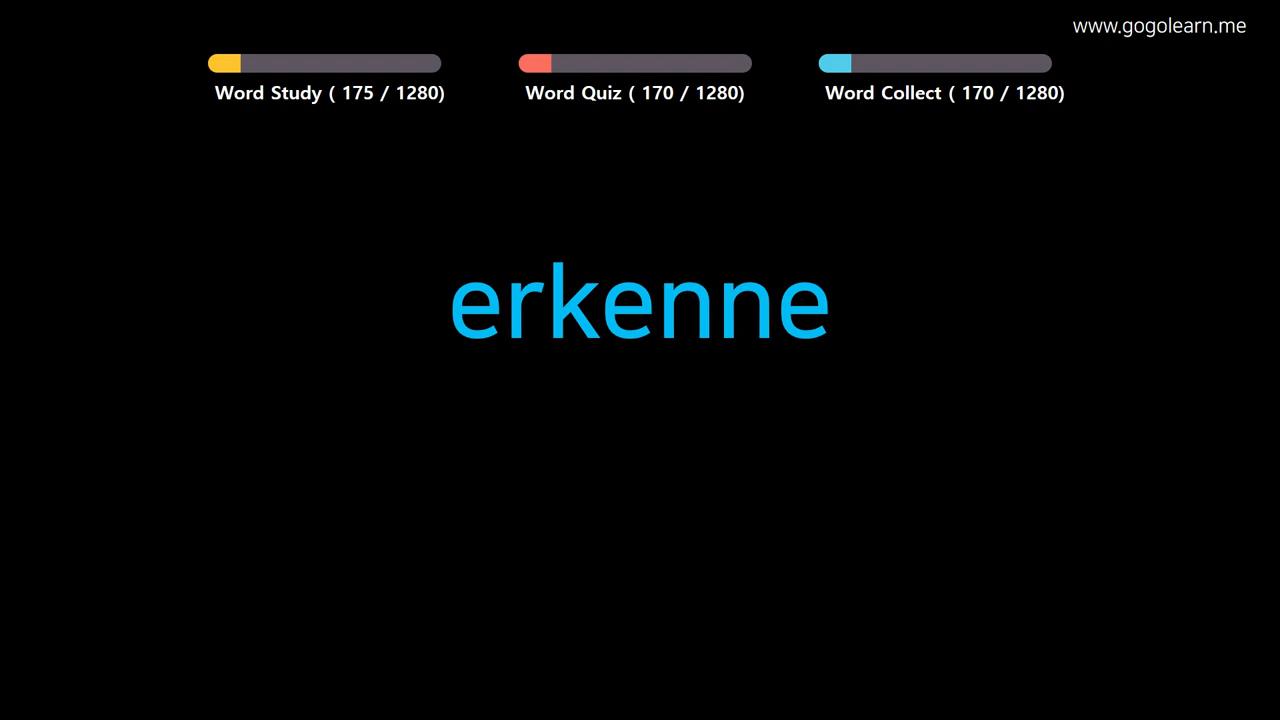 www.gogolearn.me
Word Study ( 175 / 1280)
Word Quiz ( 170 / 1280)
Word Collect ( 170 / 1280)
erkenne